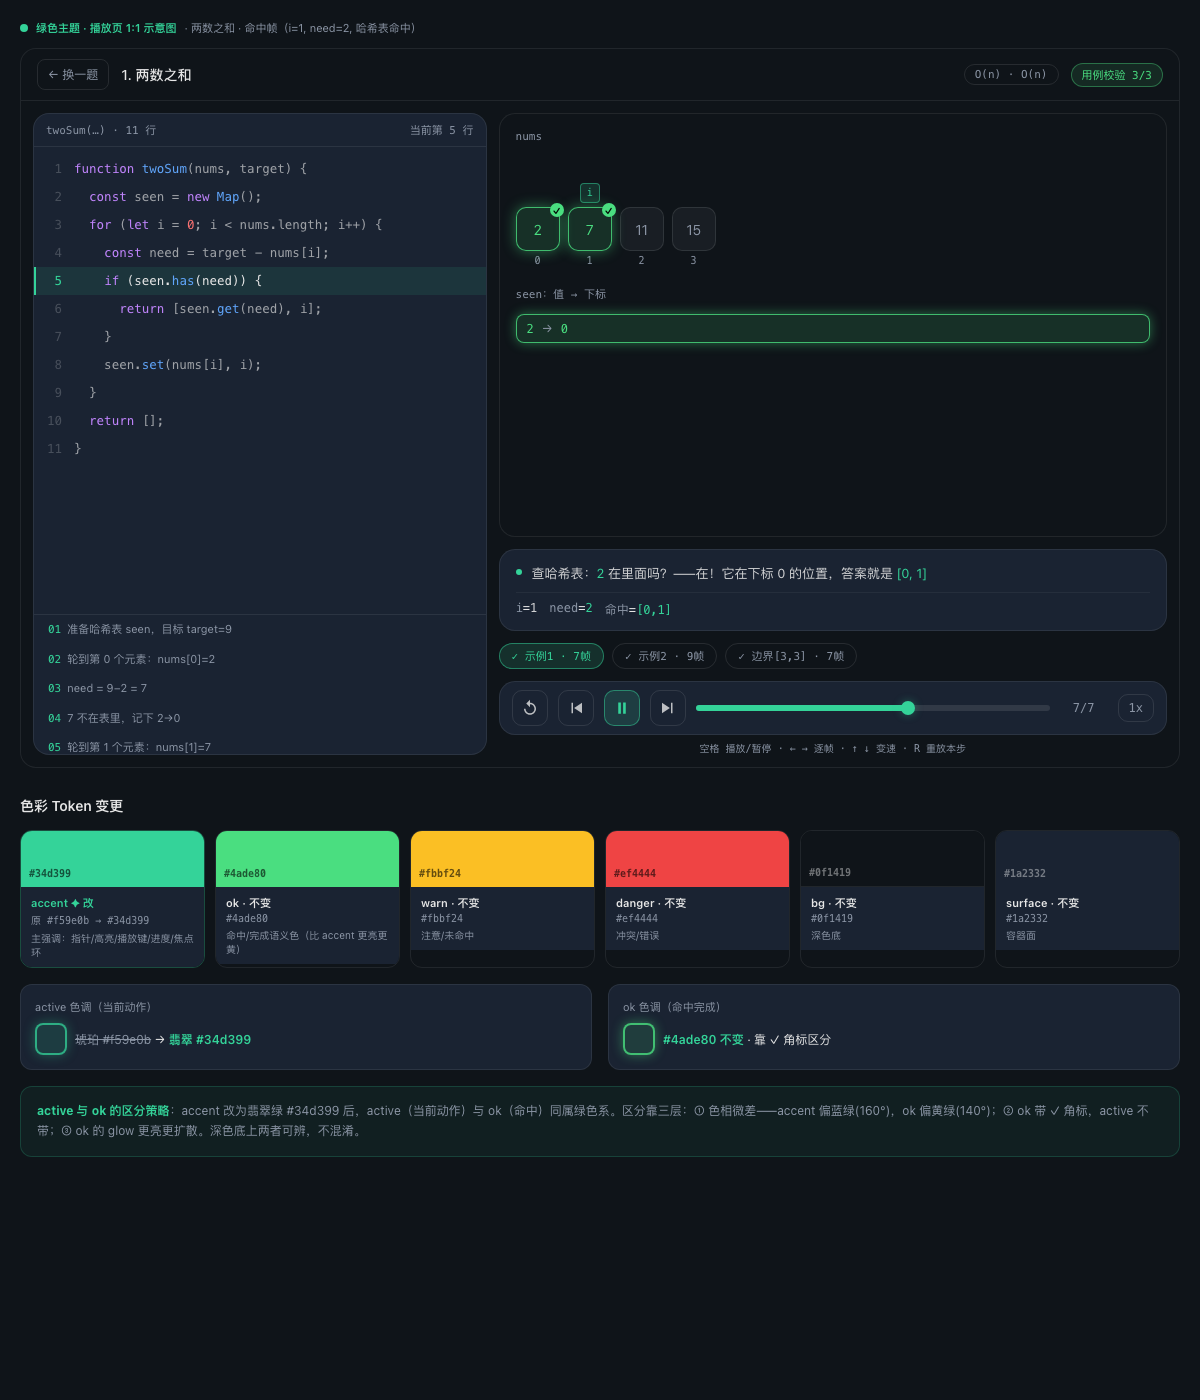 绿色主题 · 播放页 1:1 示意图 · 两数之和 · 命中帧（i=1, need=2, 哈希表命中）
← 换一题 1. 两数之和 O(n) · O(n) 用例校验 3/3
twoSum(…) · 11 行 当前第 5 行
1 function twoSum(nums, target) {
2 const seen = new Map();
3 for (let i = 0; i < nums.length; i++) {
4 const need = target − nums[i];
5 if (seen.has(need)) {
6 return [seen.get(need), i];
7 }
8 seen.set(nums[i], i);
9 }
10 return [];
11 }
01 准备哈希表 seen，目标 target=9
02 轮到第 0 个元素：nums[0]=2
03 need = 9−2 = 7
04 7 不在表里，记下 2→0
05 轮到第 1 个元素：nums[1]=7
nums
i
2 7 11 15
0 1 2 3
seen：值 → 下标
2 → 0
查哈希表：2 在里面吗？——在！它在下标 0 的位置，答案就是 [0, 1]
i=1 need=2 命中=[0,1]
✓ 示例1 · 7帧 ✓ 示例2 · 9帧 ✓ 边界[3,3] · 7帧
7/7 1x
空格 播放/暂停 · ← → 逐帧 · ↑ ↓ 变速 · R 重放本步
色彩 Token 变更
#34d399
accent ✦ 改
原 #f59e0b → #34d399
主强调：指针/高亮/播放键/进度/焦点
环
#4ade80
ok · 不变
#4ade80
命中/完成语义色（比 accent 更亮更
黄）
#fbbf24
warn · 不变
#fbbf24
注意/未命中
#ef4444
danger · 不变
#ef4444
冲突/错误
#0f1419
bg · 不变
#0f1419
深色底
#1a2332
surface · 不变
#1a2332
容器面
active 色调（当前动作）
琥珀 #f59e0b → 翡翠 #34d399
ok 色调（命中完成）
#4ade80 不变 · 靠 ✓ 角标区分
active 与 ok 的区分策略：accent 改为翡翠绿 #34d399 后，active（当前动作）与 ok（命中）同属绿色系。区分靠三层：① 色相微差——accent 偏蓝绿(160°)，ok 偏黄绿(140°)；② ok 带 ✓ 角标，active 不
带；③ ok 的 glow 更亮更扩散。深色底上两者可辨，不混淆。